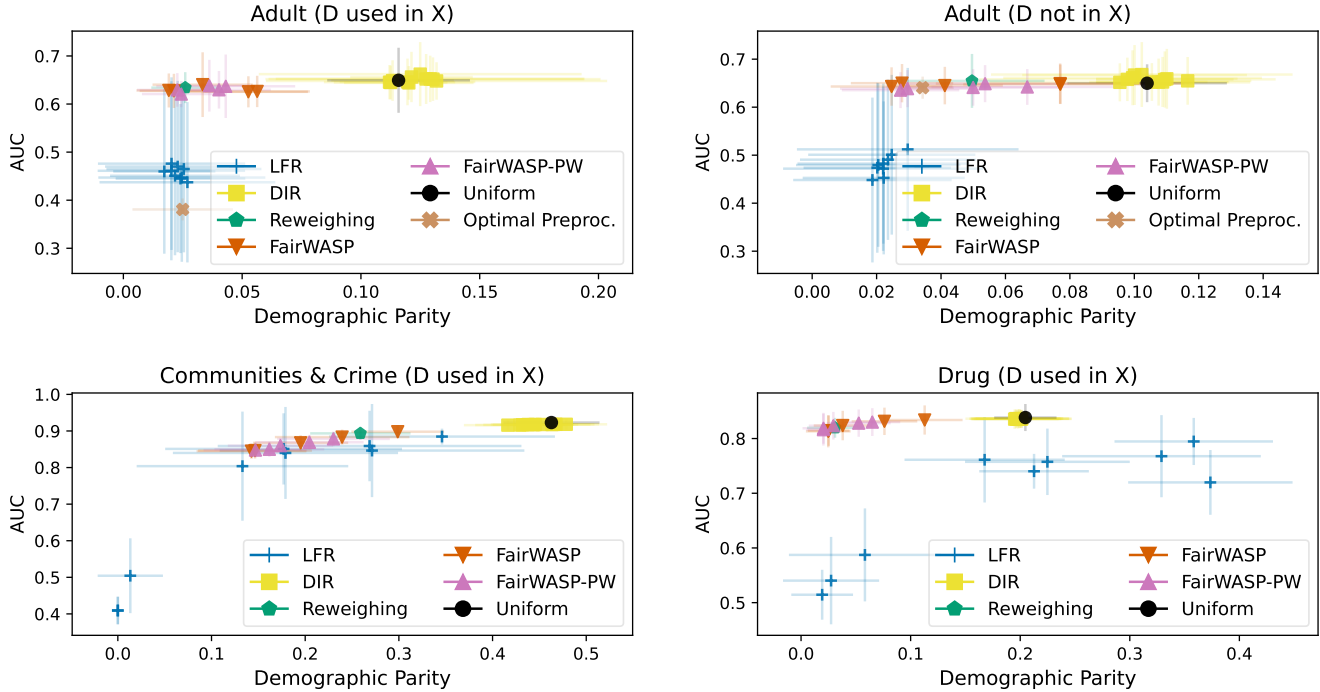 Adult (D used in X)
AUC
0.7
0.6
0.5
0.4
0.3
LFR
DIR
Reweighing
FairWASP
FairWASP-PW
Uniform
Optimal Preproc.
0.00
0.05
0.10
0.15
0.20
Demographic Parity
Adult (D not in X)
AUC
0.7
0.6
0.5
0.4
0.3
LFR
DIR
Reweighing
FairWASP
FairWASP-PW
Uniform
Optimal Preproc.
0.00
0.02
0.04
0.06
0.08
0.10
0.12
0.14
Demographic Parity
Communities & Crime (D used in X)
AUC
1.0
0.9
0.8
0.7
0.6
0.5
0.4
LFR
DIR
Reweighing
FairWASP
FairWASP-PW
Uniform
0.0
0.1
0.2
0.3
0.4
0.5
Demographic Parity
Drug (D used in X)
AUC
0.8
0.7
0.6
0.5
LFR
DIR
Reweighing
FairWASP
FairWASP-PW
Uniform
0.0
0.1
0.2
0.3
0.4
Demographic Parity